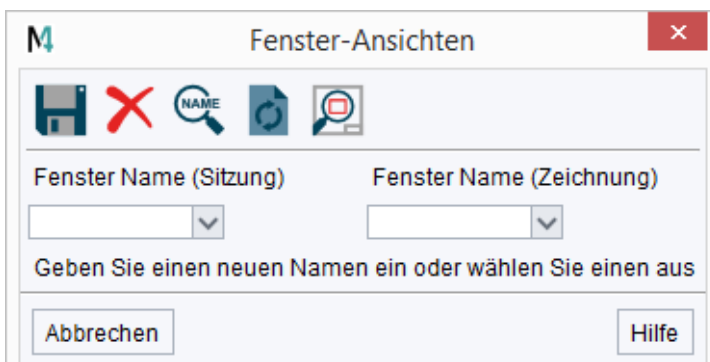 M4 Fenster-Ansichten
NAME
Fenster Name (Sitzung) Fenster Name (Zeichnung)
Geben Sie einen neuen Namen ein oder wählen Sie einen aus
Abbrechen Hilfe